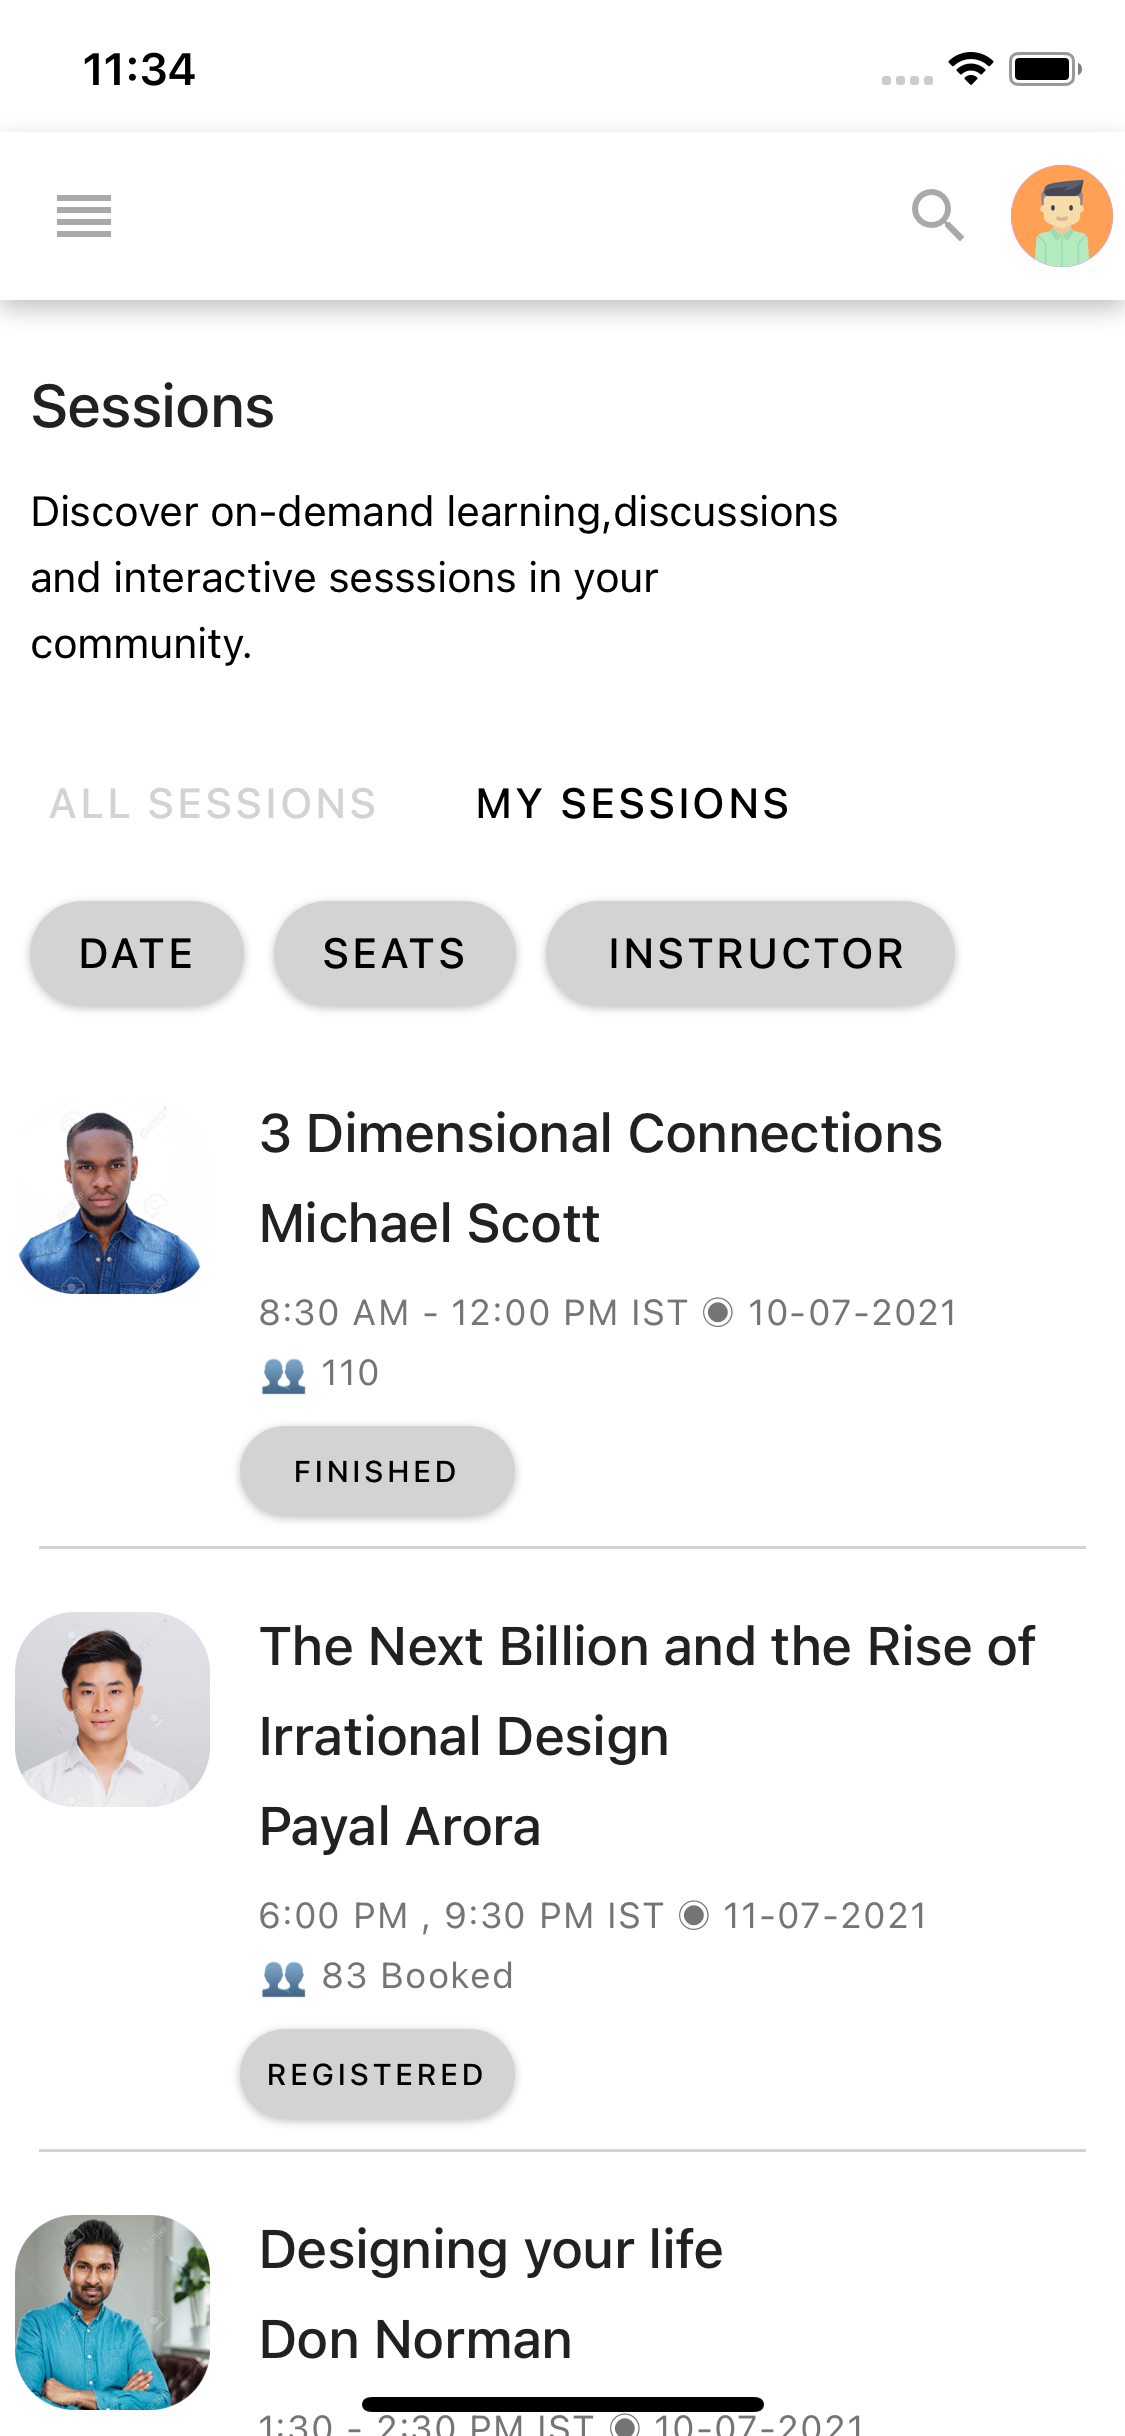 11:34
Sessions
Discover on-demand learning,discussions
and interactive sesssions in your
community.
ALL SESSIONS MY SESSIONS
DATE SEATS INSTRUCTOR
3 Dimensional Connections
Michael Scott
8:30 AM - 12:00 PM IST ◉ 10-07-2021
👥 110
FINISHED
The Next Billion and the Rise of
Irrational Design
Payal Arora
6:00 PM , 9:30 PM IST ◉ 11-07-2021
👥 83 Booked
REGISTERED
Designing your life
Don Norman
1:30 - 2:30 PM IST ◉ 10-07-2021